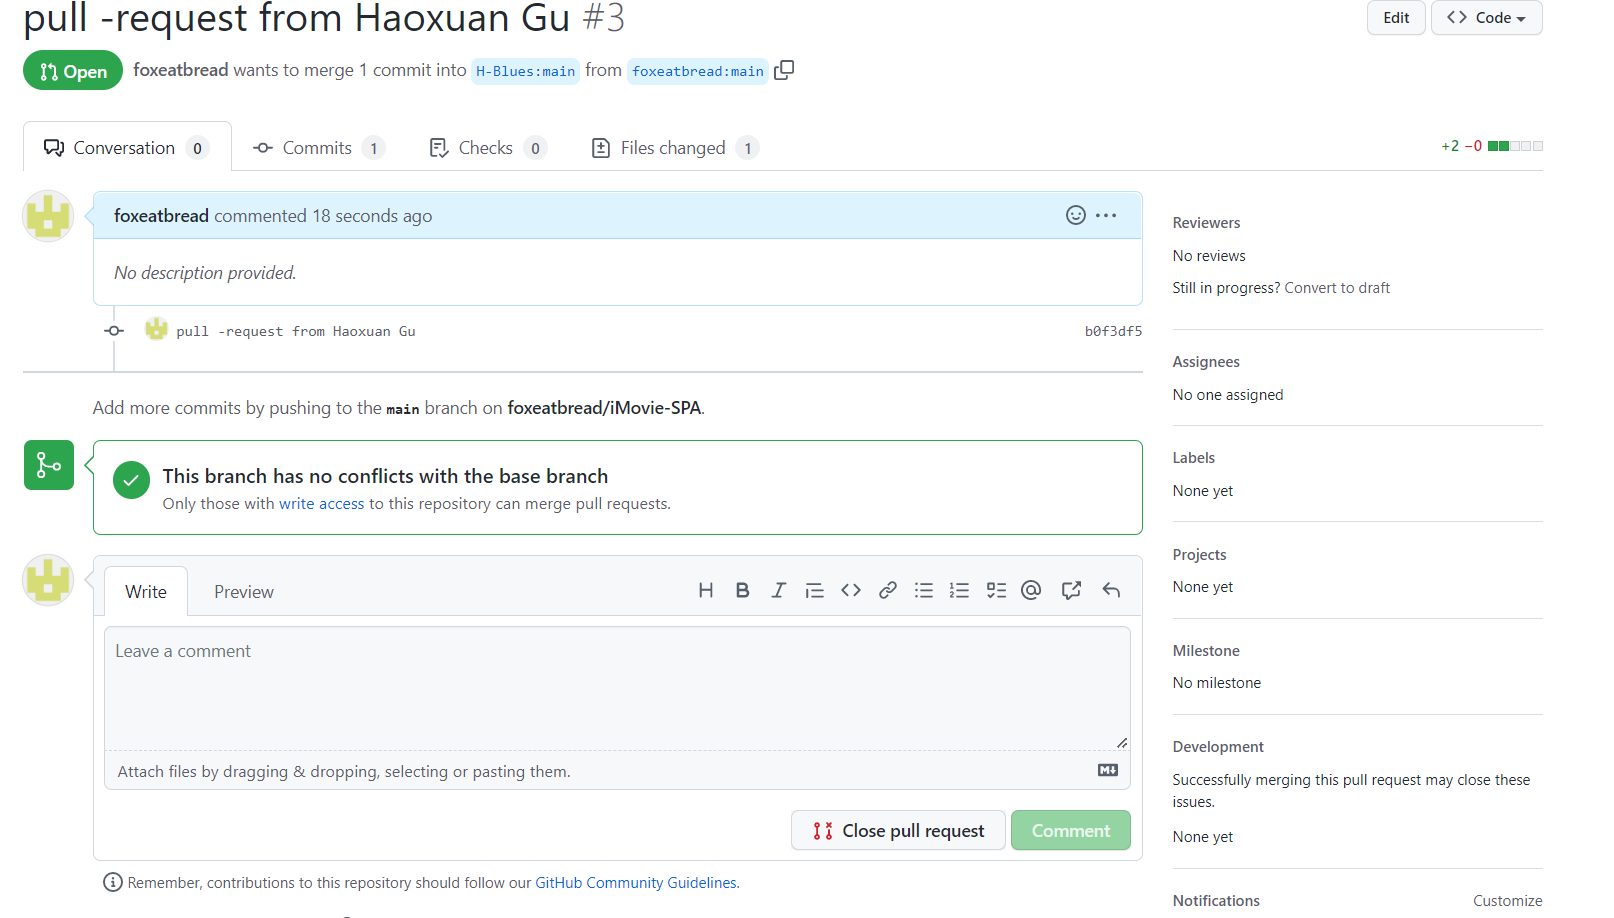 pull -request from Haoxuan Gu #3
Edit
Code
Open
foxeatbread wants to merge 1 commit into H-Blues:main from foxeatbread:main
Conversation 0
Commits 1
Checks 0
Files changed 1
+2 −0
foxeatbread commented 18 seconds ago
No description provided.
pull -request from Haoxuan Gu b0f3df5
Add more commits by pushing to the main branch on foxeatbread/iMovie-SPA.
This branch has no conflicts with the base branch
Only those with write access to this repository can merge pull requests.
Write Preview
Leave a comment
Attach files by dragging & dropping, selecting or pasting them.
Close pull request
Comment
Remember, contributions to this repository should follow our GitHub Community Guidelines.
Reviewers
No reviews
Still in progress? Convert to draft
Assignees
No one assigned
Labels
None yet
Projects
None yet
Milestone
No milestone
Development
Successfully merging this pull request may close these
issues.
None yet
Notifications Customize